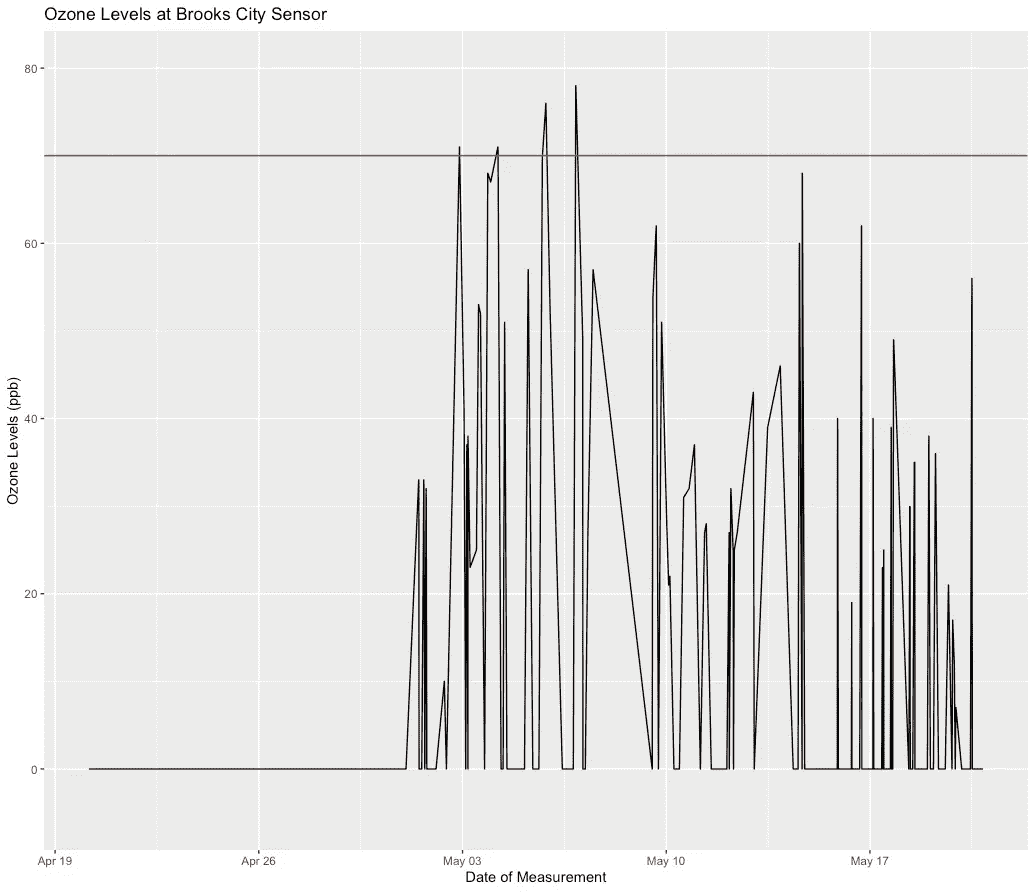 Ozone Levels at Brooks City Sensor
80
60
40
20
0
Ozone Levels (ppb)
Apr 19
Apr 26
May 03
May 10
May 17
Date of Measurement